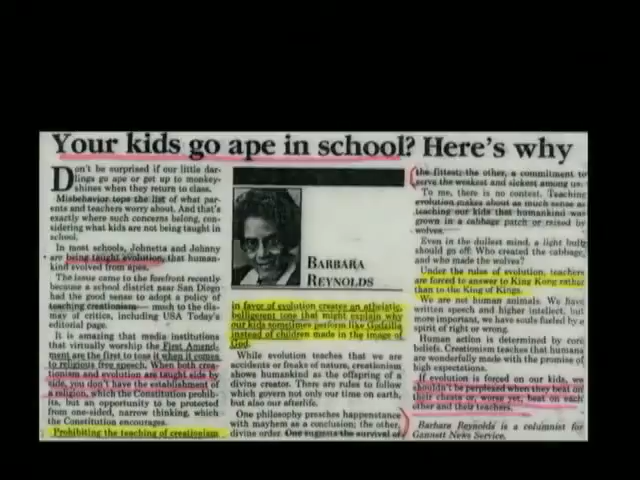 Your kids go ape in school? Here's why
Don't be surprised if our little dar-
lings go ape or get up to monkey-
shines when they return to class.
Misbehavior tops the list of what par-
ents and teachers worry about. And that's
exactly where such concerns belong,
considering what kids are not being taught in
school.
In most schools, Johnetta and Johnny
are being taught evolution, that human-
kind evolved from apes.
The issue came to the forefront recently
because a school district near San Diego
had the good sense to adopt a policy of
teaching creationism — much to the dis-
may of critics, including USA Today's
editorial page.
It is amazing that media institutions
that virtually worship the First Amend-
ment are the first to lose it when it comes
to religious free speech. When both cre-
ationism and evolution are taught side by
side, you don't have the establishment of
a religion, which the Constitution prohib-
its, but an opportunity to be protected
from one-sided, narrow thinking, which
the Constitution encourages.
Prohibiting the teaching of creationism
BARBARA
REYNOLDS
in favor of evolution creates an atheistic,
belligerent tone that might explain why
our kids sometimes perform like Godzilla
instead of children made in the image of
God.
While evolution teaches that we are
accidents or freaks of nature, creationism
shows humankind as the offspring of a
divine creator. There are rules to follow
which govern not only our time on earth,
but also our afterlife.
One philosophy preaches happenstance
with mayhem as a conclusion; the other,
divine order. One suggests the survival of
the fittest; the other, a commitment to
serve the weakest and sickest among us.
To me, there is no contest. Teaching
evolution makes about as much sense as
teaching our kids that humankind was
grown in a cabbage patch or raised by
wolves.
Even in the dullest mind, a light bulb
should go off: Who created the cabbage,
and who made the wolves?
Under the rules of evolution, teachers
are forced to answer to King Kong rather
than to the King of Kings.
We are not human animals. We have
written speech and higher intellect, but
more important, we have souls fueled by a
spirit of right or wrong.
Human action is determined by core
beliefs. Creationism teaches that humans
are wonderfully made with the promise of
high expectations.
If evolution is forced on our kids, we
shouldn't be perplexed when they beat on
their chests or, worse yet, beat on each
other and their teachers.
Barbara Reynolds is a columnist for
Gannett News Service.